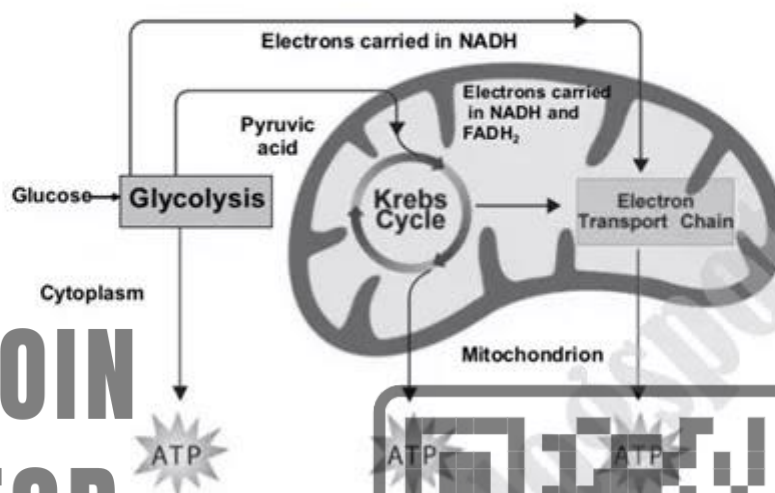 Electrons carried in NADH
Electrons carried
in NADH and
FADH₂
Pyruvic
acid
Glucose
Glycolysis
Krebs
Cycle
Electron
Transport Chain
Cytoplasm
Mitochondrion
OIN
ATP
ATP
ATP